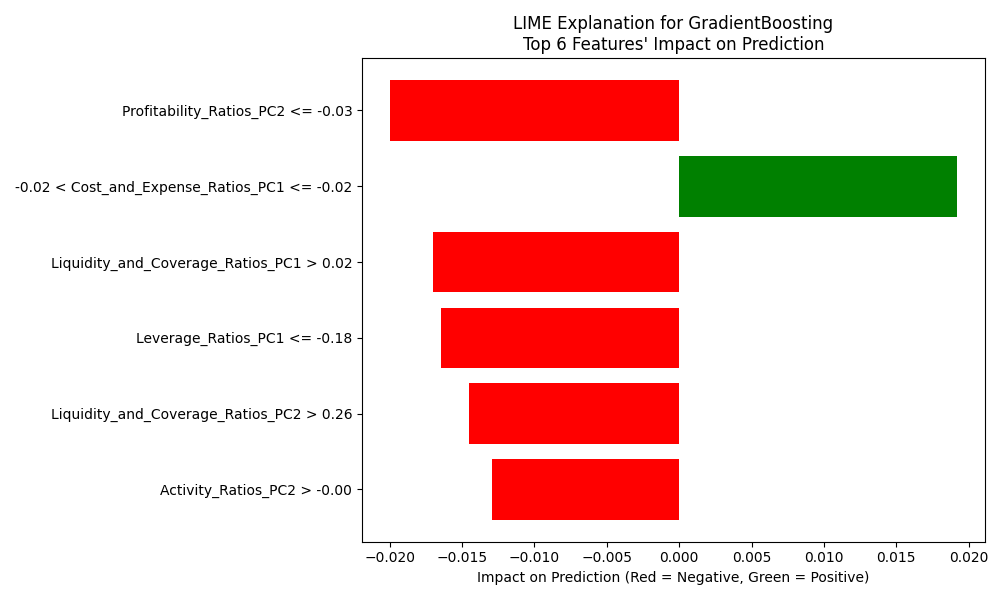 LIME Explanation for GradientBoosting
Top 6 Features' Impact on Prediction
Profitability_Ratios_PC2 <= -0.03
-0.02 < Cost_and_Expense_Ratios_PC1 <= -0.02
Liquidity_and_Coverage_Ratios_PC1 > 0.02
Leverage_Ratios_PC1 <= -0.18
Liquidity_and_Coverage_Ratios_PC2 > 0.26
Activity_Ratios_PC2 > -0.00
−0.020 −0.015 −0.010 −0.005 0.000 0.005 0.010 0.015 0.020
Impact on Prediction (Red = Negative, Green = Positive)